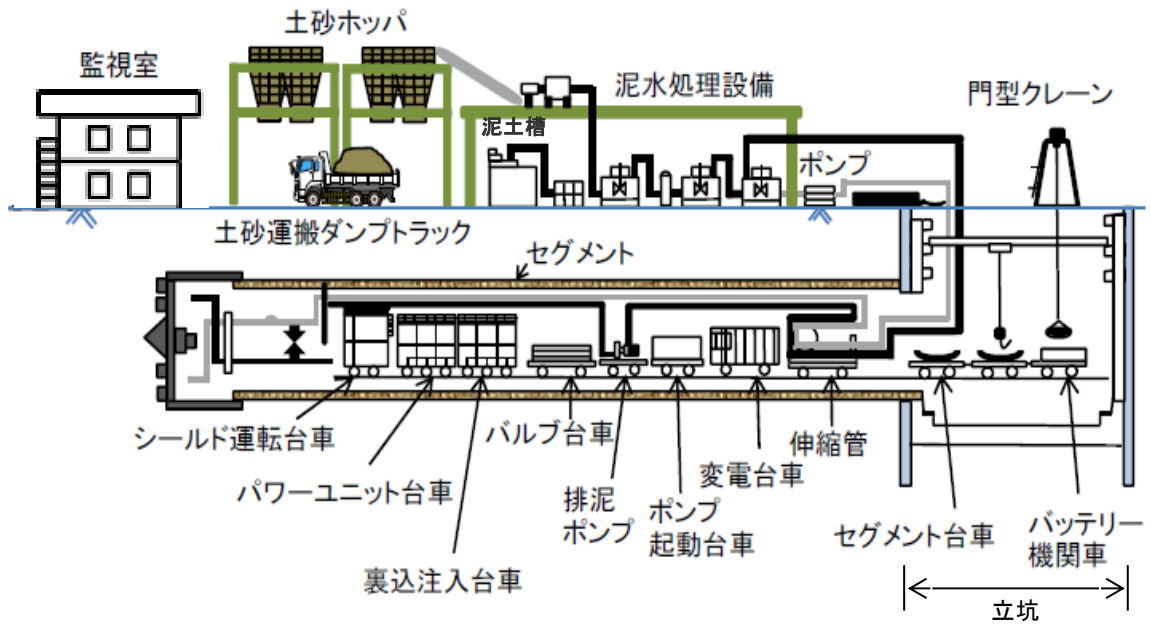 土砂ホッパ
監視室
泥水処理設備
門型クレーン
泥土槽
ポンプ
土砂運搬ダンプトラック
セグメント
シールド運転台車
バルブ台車
伸縮管
パワーユニット台車
変電台車
排泥
ポンプ
ポンプ
起動台車
セグメント台車
バッテリー
機関車
裏込注入台車
立坑